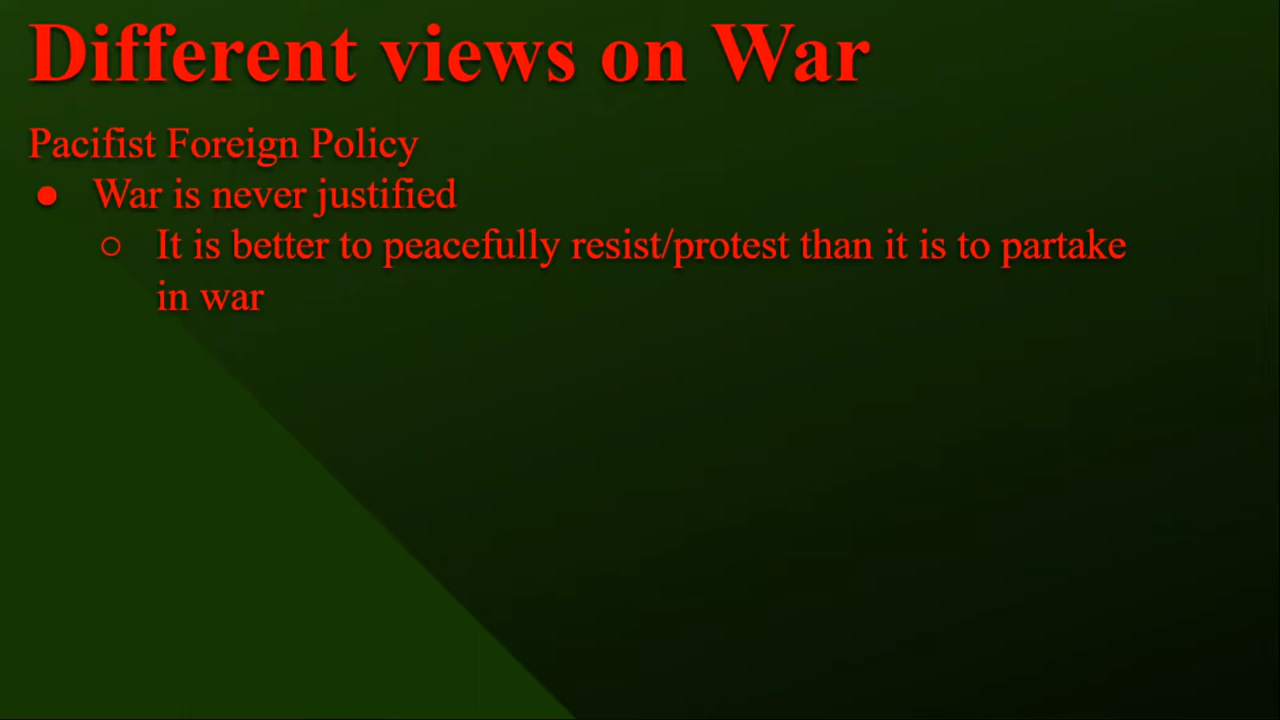 Different views on War
Pacifist Foreign Policy
● War is never justified
○ It is better to peacefully resist/protest than it is to partake
in war